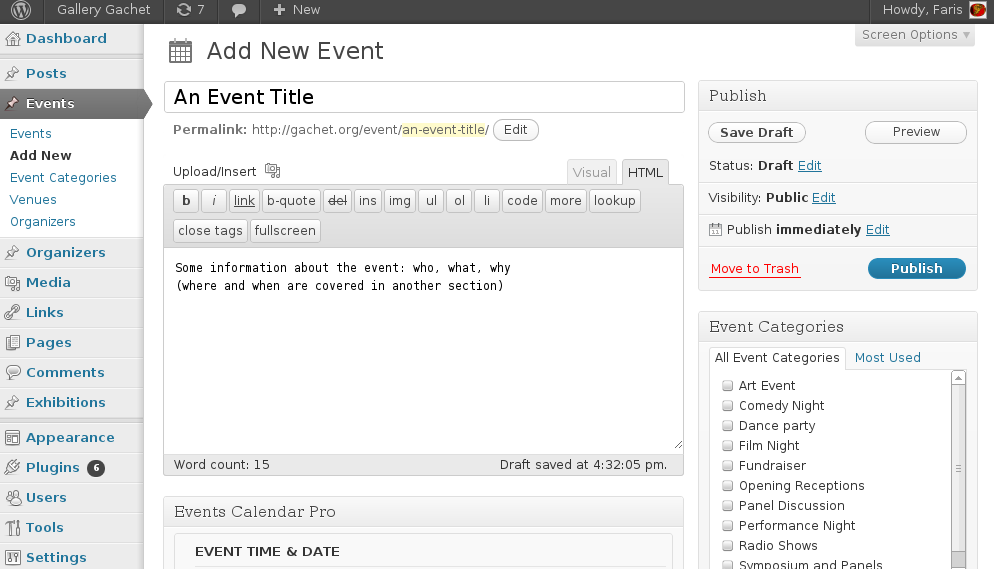 Gallery Gachet 7 New Howdy, Faris
Screen Options
Dashboard
Posts
Events
Events
Add New
Event Categories
Venues
Organizers
Organizers
Media
Links
Pages
Comments
Exhibitions
Appearance
Plugins 6
Users
Tools
Settings
Add New Event
An Event Title
Permalink: http://gachet.org/event/an-event-title/ Edit
Upload/Insert Visual HTML
b i link b-quote del ins img ul ol li code more lookup
close tags fullscreen
Some information about the event: who, what, why
(where and when are covered in another section)
Word count: 15 Draft saved at 4:32:05 pm.
Events Calendar Pro
EVENT TIME & DATE
Publish
Save Draft Preview
Status: Draft Edit
Visibility: Public Edit
Publish immediately Edit
Move to Trash Publish
Event Categories
All Event Categories Most Used
Art Event
Comedy Night
Dance party
Film Night
Fundraiser
Opening Receptions
Panel Discussion
Performance Night
Radio Shows
Symposium and Panels